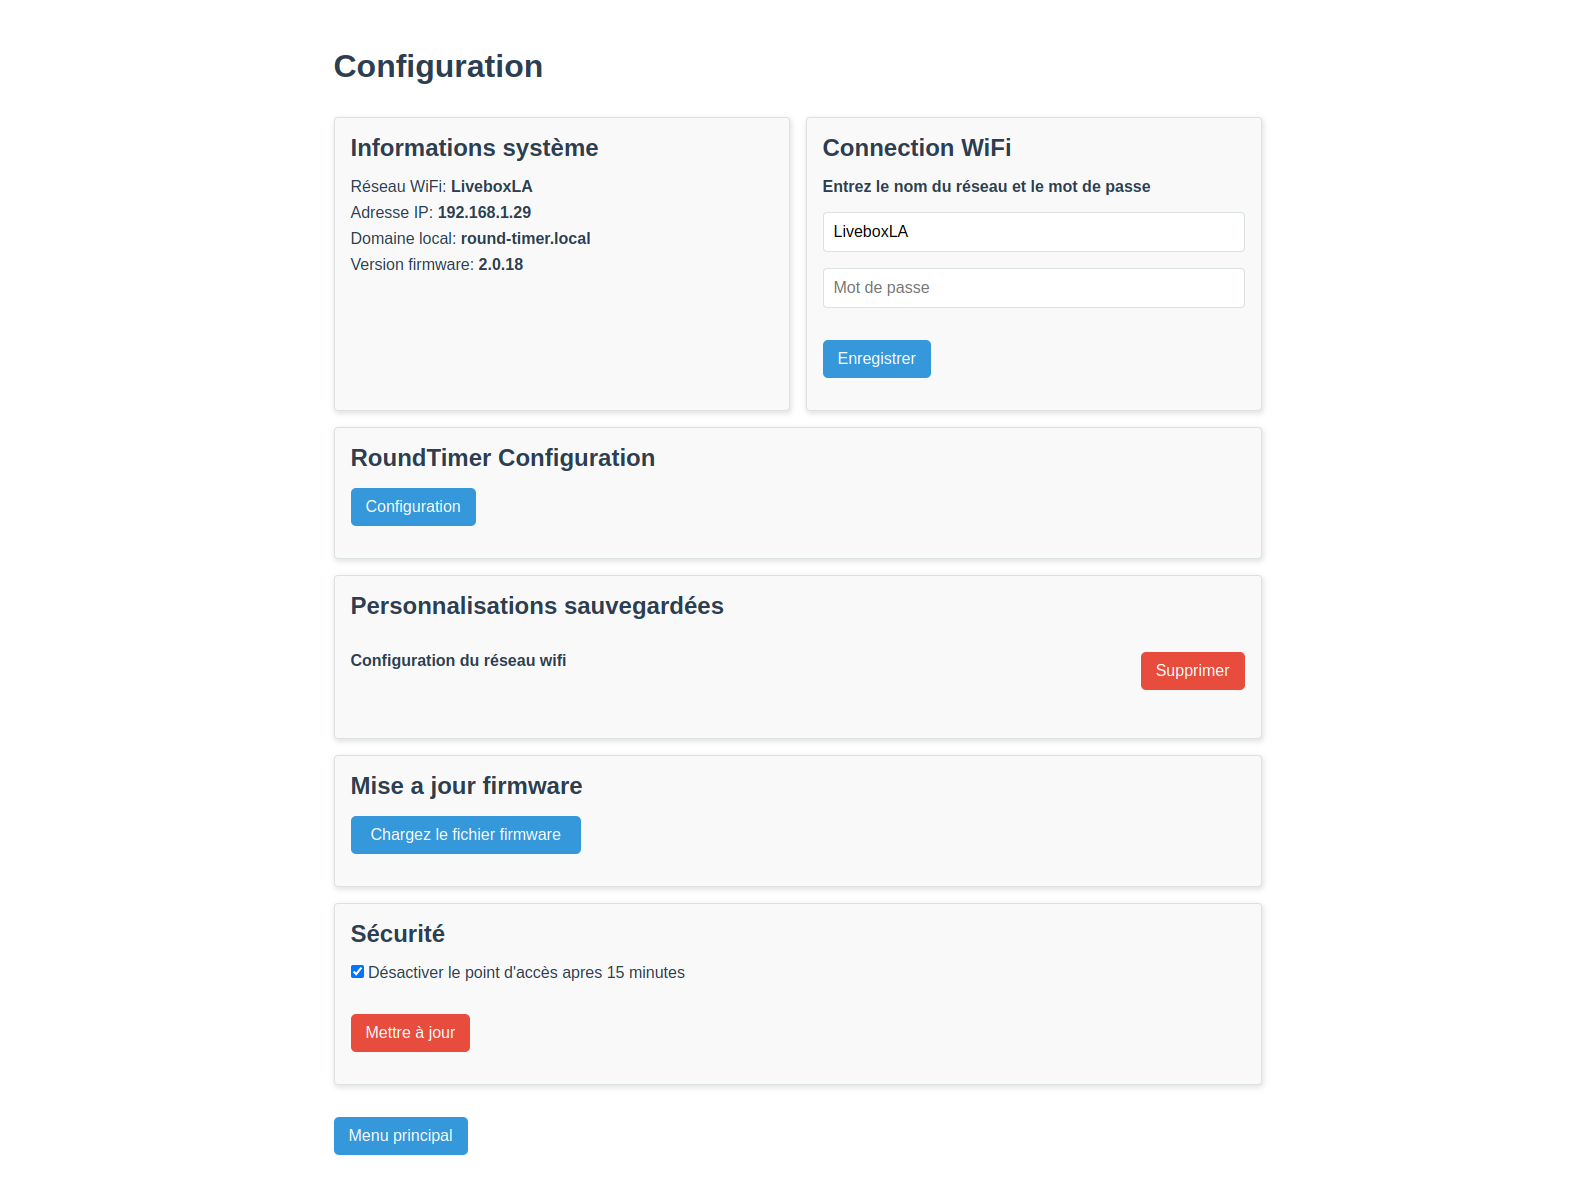 Configuration
Informations système
Réseau WiFi: LiveboxLA
Adresse IP: 192.168.1.29
Domaine local: round-timer.local
Version firmware: 2.0.18
Connection WiFi
Entrez le nom du réseau et le mot de passe
LiveboxLA
Mot de passe
Enregistrer
RoundTimer Configuration
Configuration
Personnalisations sauvegardées
Configuration du réseau wifi
Supprimer
Mise a jour firmware
Chargez le fichier firmware
Sécurité
Désactiver le point d'accès apres 15 minutes
Mettre à jour
Menu principal